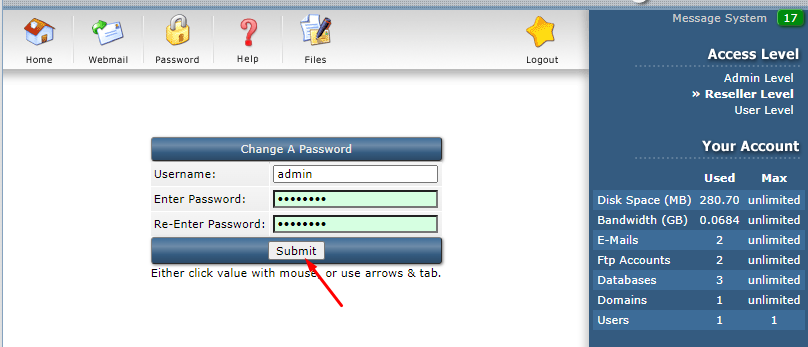 Message System 17
Home Webmail Password Help Files Logout
Access Level
Admin Level
» Reseller Level
User Level
Change A Password
Username: admin
Enter Password: ••••••••
Re-Enter Password: ••••••••
Submit
Either click value with mouse, or use arrows & tab.
Your Account
Used Max
Disk Space (MB) 280.70 unlimited
Bandwidth (GB) 0.0684 unlimited
E-Mails 2 unlimited
Ftp Accounts 2 unlimited
Databases 3 unlimited
Domains 1 unlimited
Users 1 1